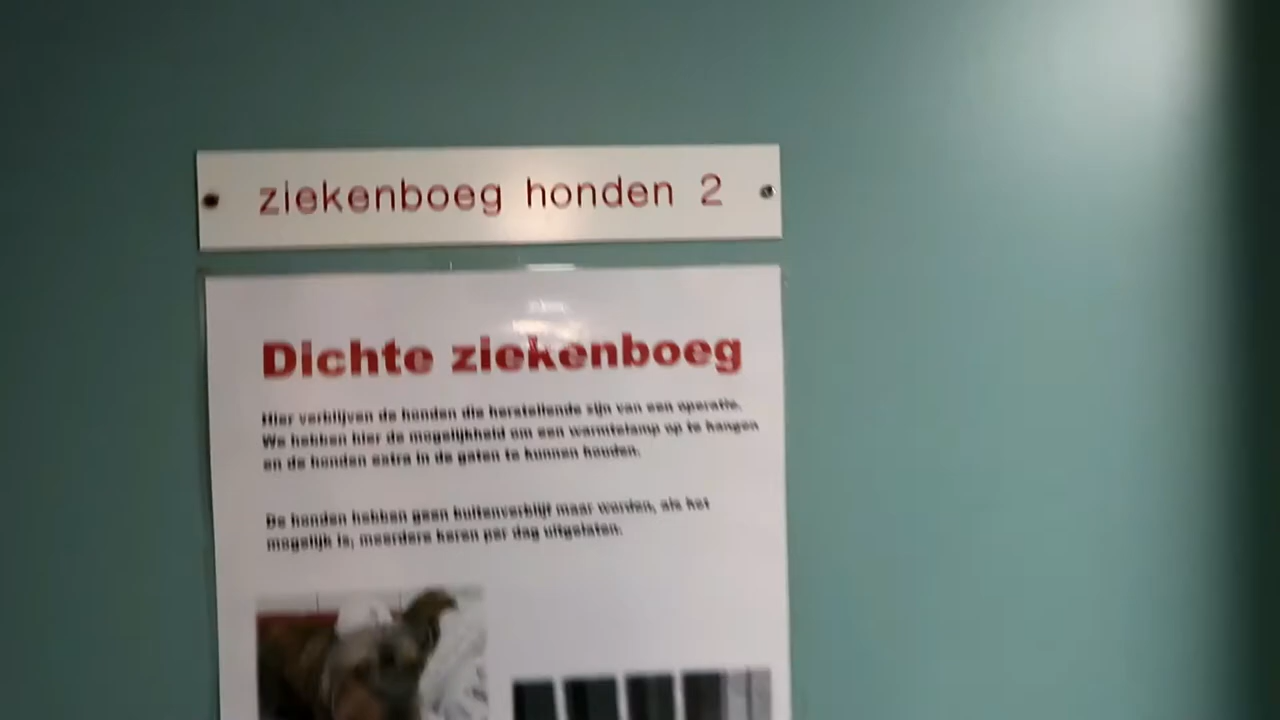 ziekenboeg honden 2
Dichte ziekenboeg
Hier verblijven de honden die herstellende zijn van een operatie.
We hebben hier de mogelijkheid om een warmtelamp op te hangen
en de honden extra in de gaten te kunnen houden.
De honden hebben geen buitenverblijf maar worden, als het
mogelijk is, meerdere keren per dag uitgelaten.